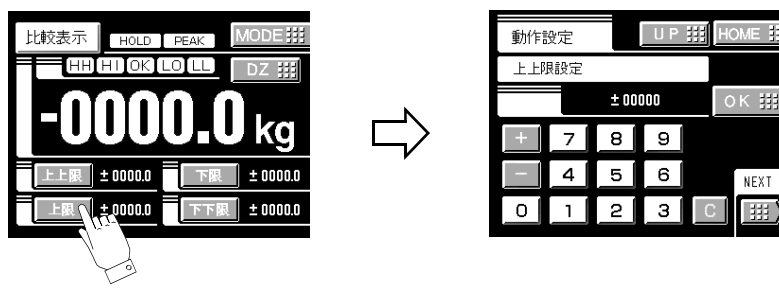 比較表示 HOLD PEAK MODE
HH HI OK LO LL DZ
-0000.0 kg
上上限 ±0000.0 下限 ±0000.0
上限 ±0000.0 下下限 ±0000.0
動作設定 UP HOME
上上限設定
±00000 OK
+ 7 8 9
- 4 5 6 NEXT
0 1 2 3 C